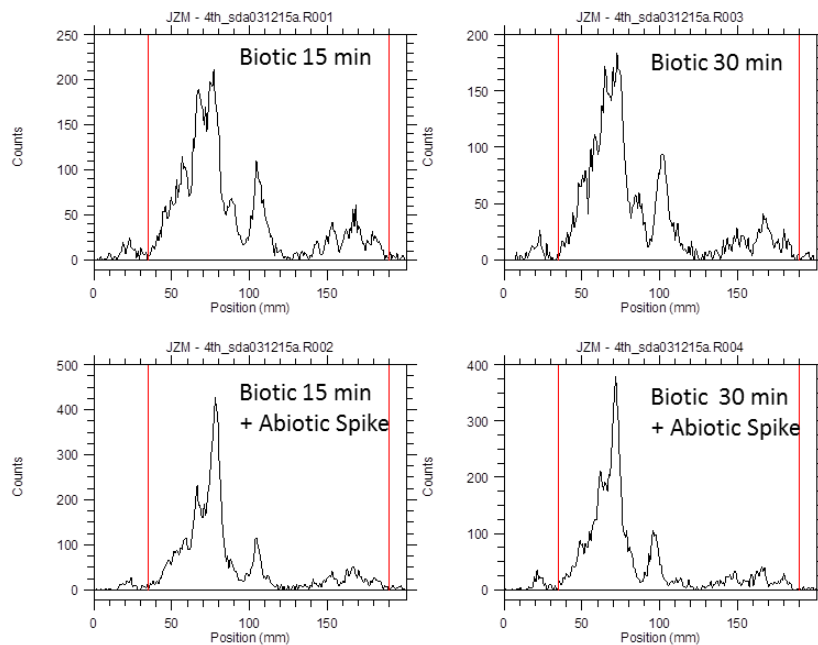 JZM - 4th_sda031215a.R001
Biotic 15 min
250
200
150
100
50
0
Counts
0 50 100 150
Position (mm)
JZM - 4th_sda031215a.R003
Biotic 30 min
200
150
100
50
0
Counts
0 50 100 150
Position (mm)
JZM - 4th_sda031215a.R002
Biotic 15 min
+ Abiotic Spike
500
400
300
200
100
0
Counts
0 50 100 150
Position (mm)
JZM - 4th_sda031215a.R004
Biotic  30 min
+ Abiotic Spike
400
300
200
100
0
Counts
0 50 100 150
Position (mm)